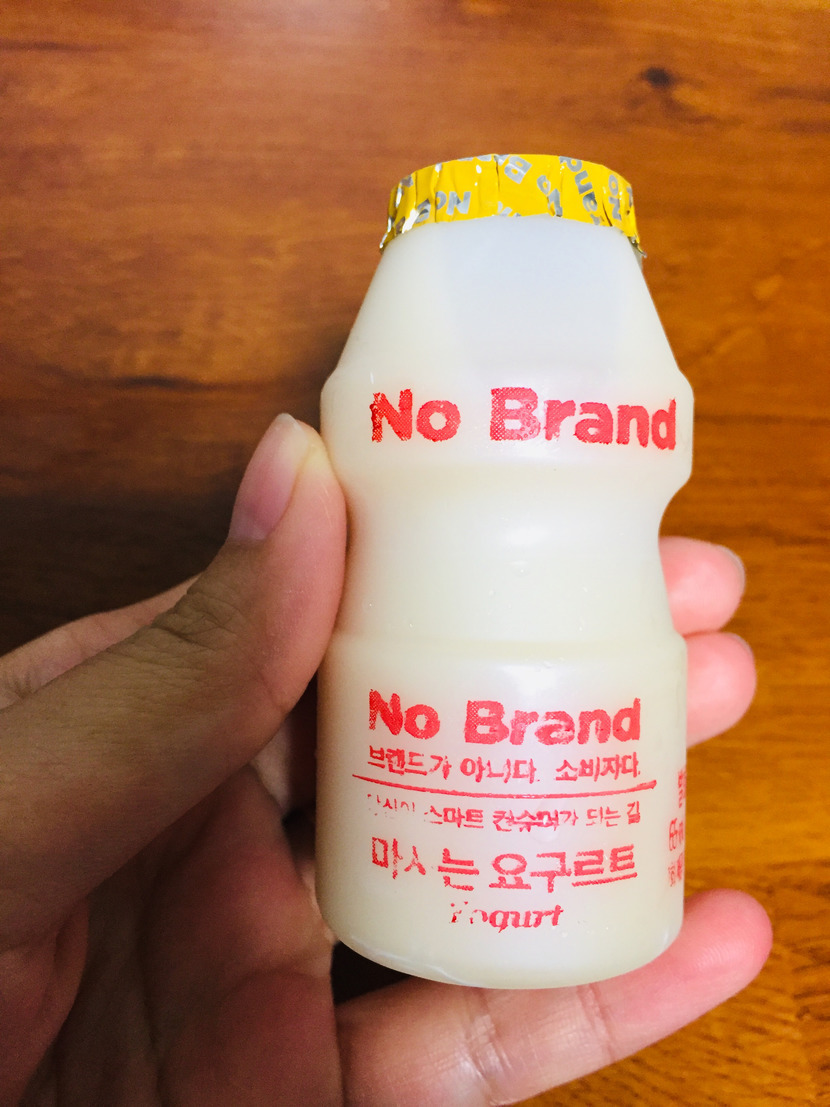 No Brand
No Brand
브랜드가 아니다. 소비자다.
당신이 스마트 컨슈머가 되는 길
마시는 요구르트
Yogurt